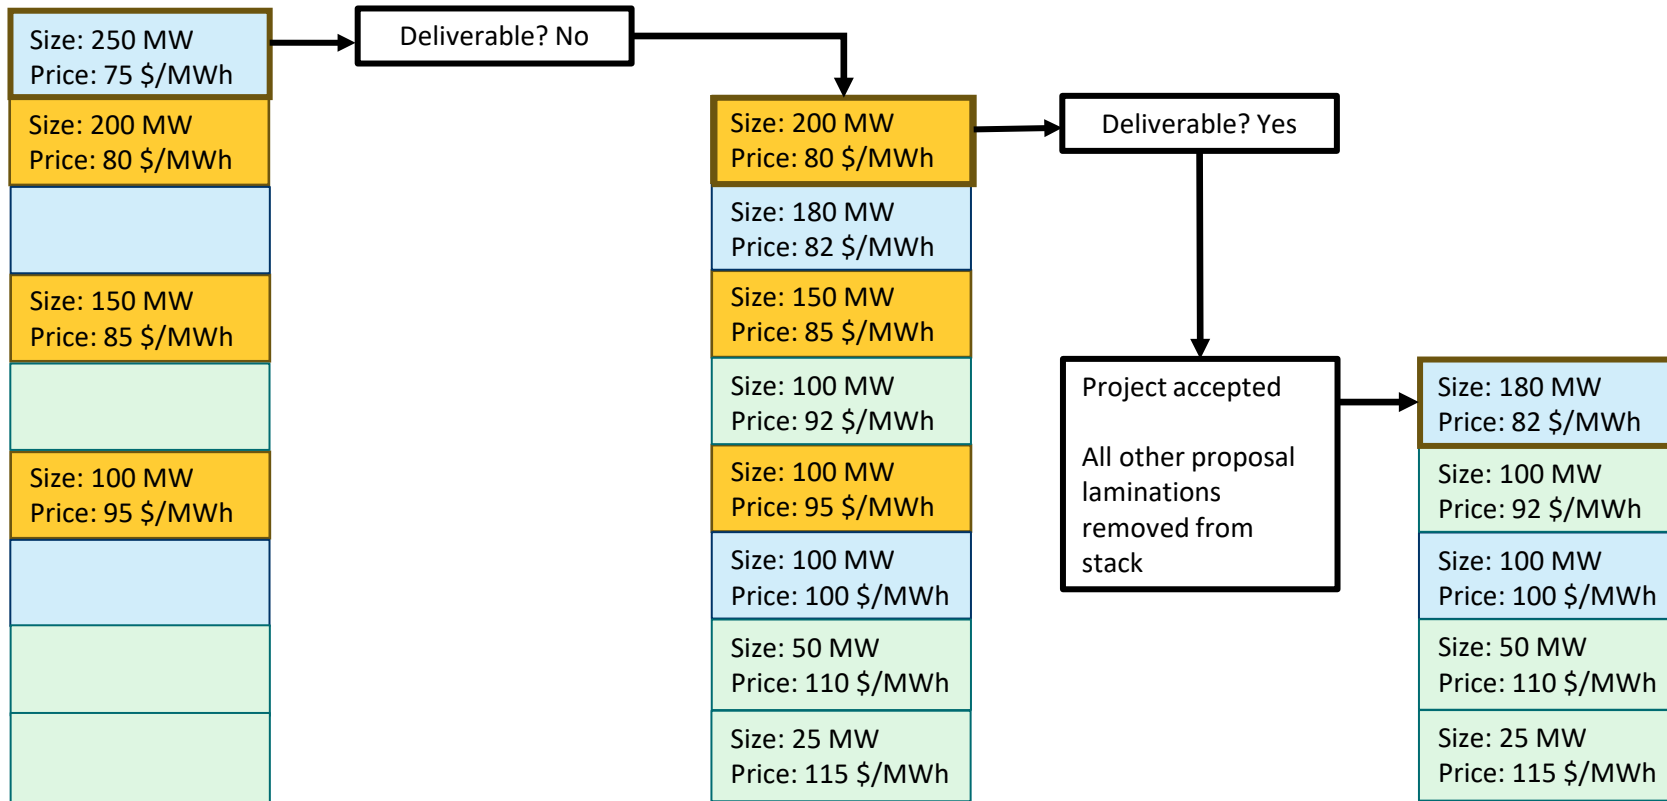 Size: 250 MW
Price: 75 $/MWh
Size: 200 MW
Price: 80 $/MWh
Size: 150 MW
Price: 85 $/MWh
Size: 100 MW
Price: 95 $/MWh
Deliverable? No
Size: 200 MW
Price: 80 $/MWh
Size: 180 MW
Price: 82 $/MWh
Size: 150 MW
Price: 85 $/MWh
Size: 100 MW
Price: 92 $/MWh
Size: 100 MW
Price: 95 $/MWh
Size: 100 MW
Price: 100 $/MWh
Size: 50 MW
Price: 110 $/MWh
Size: 25 MW
Price: 115 $/MWh
Deliverable? Yes
Project accepted
All other proposal
laminations
removed from
stack
Size: 180 MW
Price: 82 $/MWh
Size: 100 MW
Price: 92 $/MWh
Size: 100 MW
Price: 100 $/MWh
Size: 50 MW
Price: 110 $/MWh
Size: 25 MW
Price: 115 $/MWh